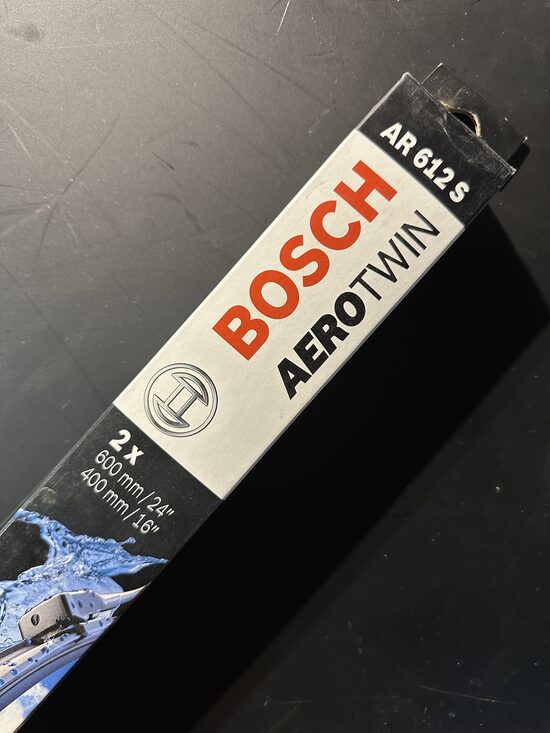 AR 612 S
BOSCH
AEROTWIN
2 x
600 mm/24"
400 mm/16"